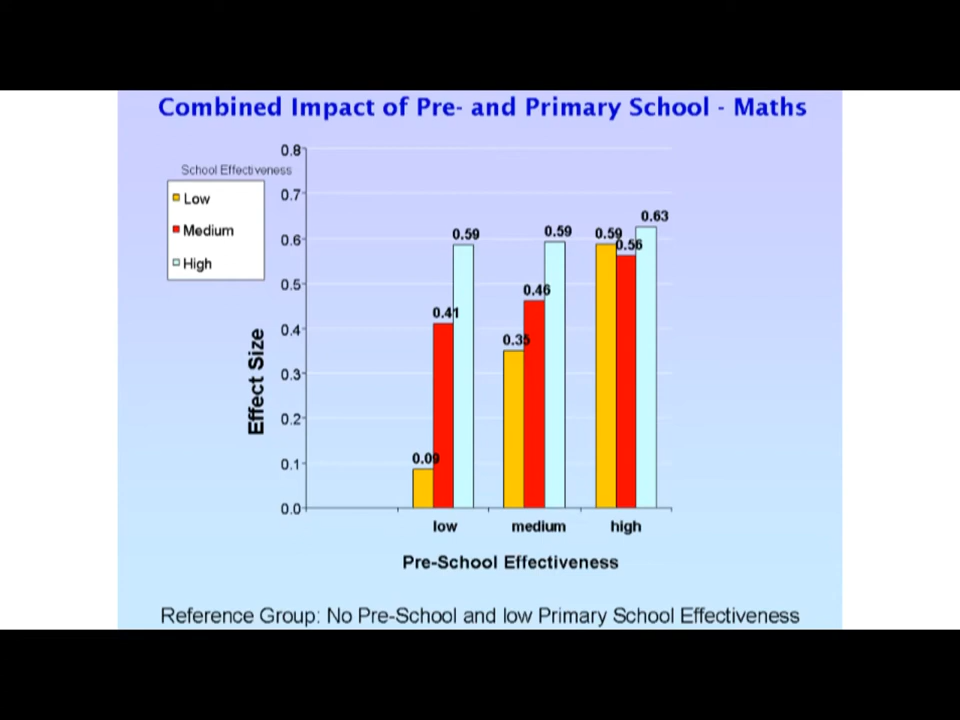 Combined Impact of Pre- and Primary School - Maths
School Effectiveness
Low
Medium
High
Effect Size
0.8
0.7
0.6
0.5
0.4
0.3
0.2
0.1
0.0
0.09
0.41
0.59
0.35
0.46
0.59
0.59
0.56
0.63
low medium high
Pre-School Effectiveness
Reference Group: No Pre-School and low Primary School Effectiveness